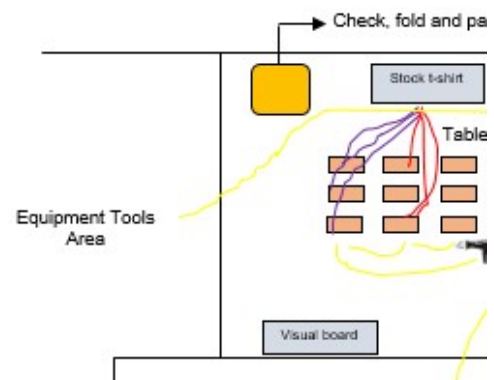 Check, fold and pa
Stock t-shirt
Table
Equipment Tools
Area
Visual board